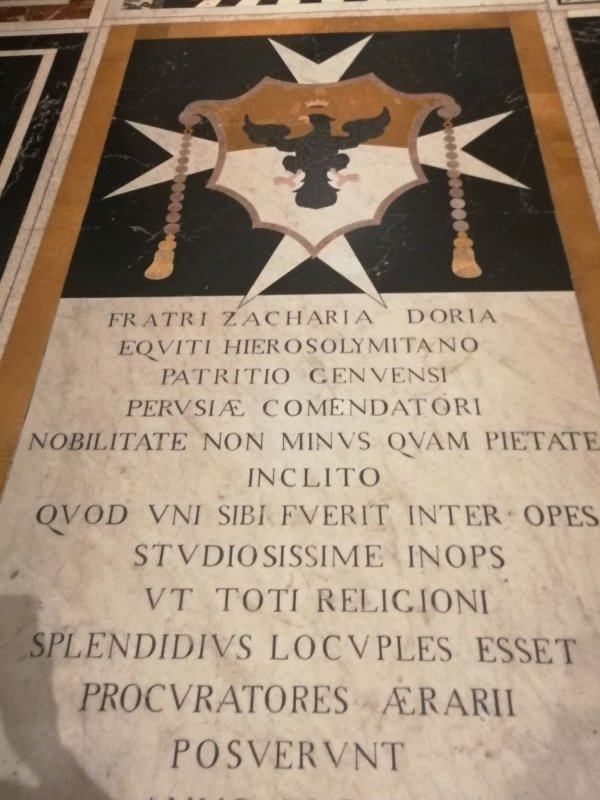 FRATRI ZACHARIA DORIA
EQVITI HIEROSOLYMITANO
PATRITIO GENVENSI
PERVSIÆ COMENDATORI
NOBILITATE NON MINVS QVAM PIETATE
INCLITO
QVOD VNI SIBI FVERIT INTER OPES
STVDIOSISSIME INOPS
VT TOTI RELIGIONI
SPLENDIDIVS LOCVPLES ESSET
PROCVRATORES ÆRARII
POSVERVNT